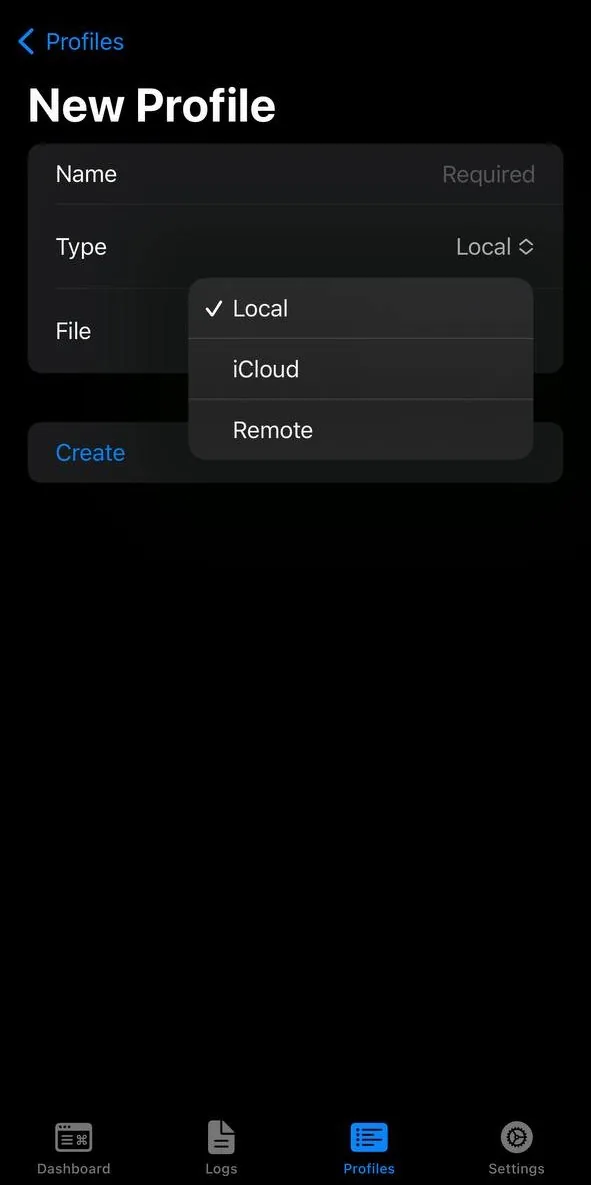 Profiles
New Profile
Name Required
Type Local
File
Local
iCloud
Remote
Create
Dashboard Logs Profiles Settings